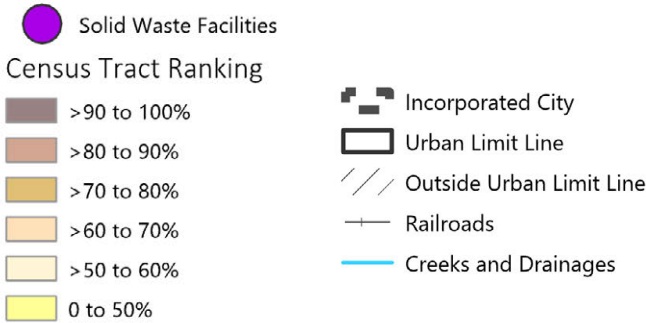 Solid Waste Facilities
Census Tract Ranking
>90 to 100%
>80 to 90%
>70 to 80%
>60 to 70%
>50 to 60%
0 to 50%
Incorporated City
Urban Limit Line
Outside Urban Limit Line
Railroads
Creeks and Drainages